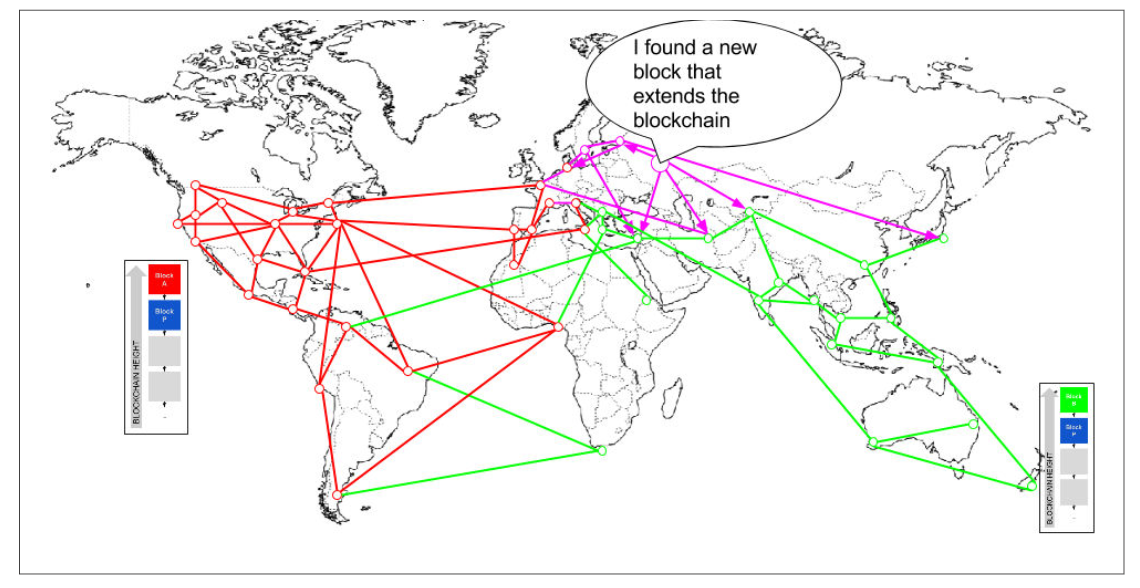 I found a new
block that
extends the
blockchain
Block
A
Block
P
BLOCKCHAIN HEIGHT
Block
B
Block
P
BLOCKCHAIN HEIGHT